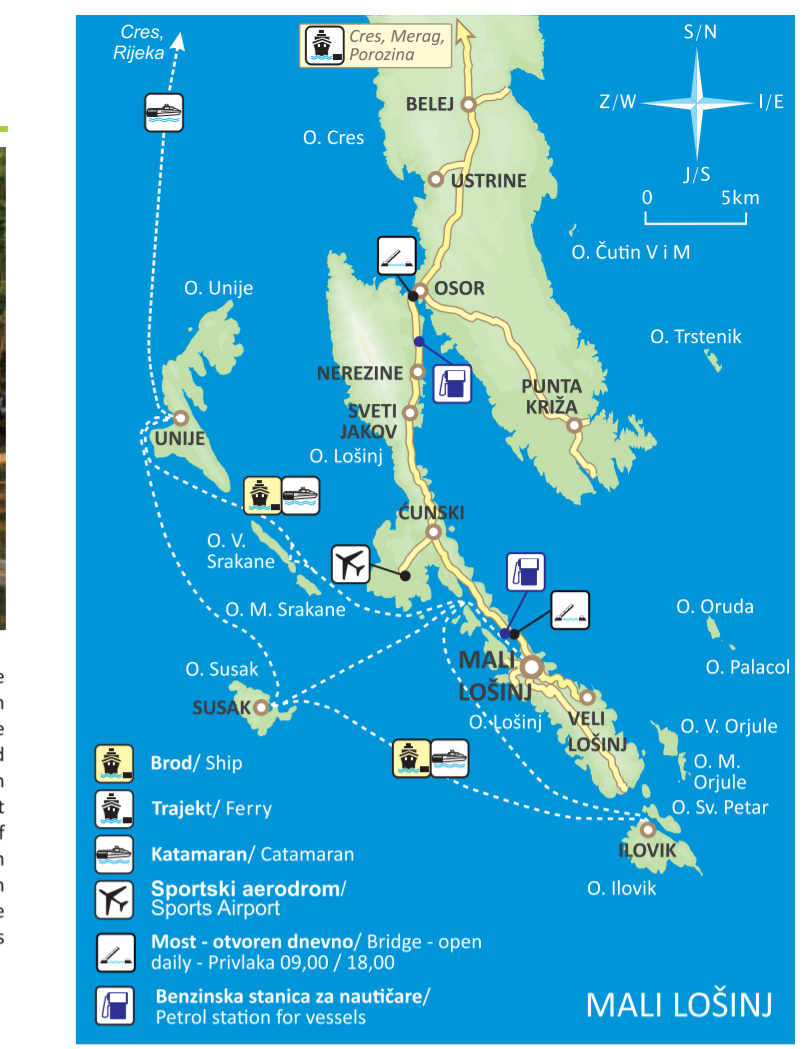 Cres,
Rijeka
Cres, Merag,
Porozina
S/N
Z/W
I/E
J/S
0 5km
BELEJ
O. Cres
USTRINE
O. Čutin V i M
OSOR
O. Unije
O. Trstenik
NEREZINE
PUNTA
KRIŽA
SVETI
JAKOV
UNIJE
O. Lošinj
ĆUNSKI
O. V.
Srakane
O. M. Srakane
O. Oruda
MALI
LOŠINJ
O. Palacol
O. Susak
SUSAK
O. Lošinj
VELI
LOŠINJ
O. V. Orjule
O. M.
Orjule
O. Sv. Petar
ILOVIK
O. Ilovik
Brod/ Ship
Trajekt/ Ferry
Katamaran/ Catamaran
Sportski aerodrom/
Sports Airport
Most - otvoren dnevno/ Bridge - open
daily - Privlaka 09,00 / 18,00
Benzinska stanica za nautičare/
Petrol station for vessels
MALI LOŠINJ